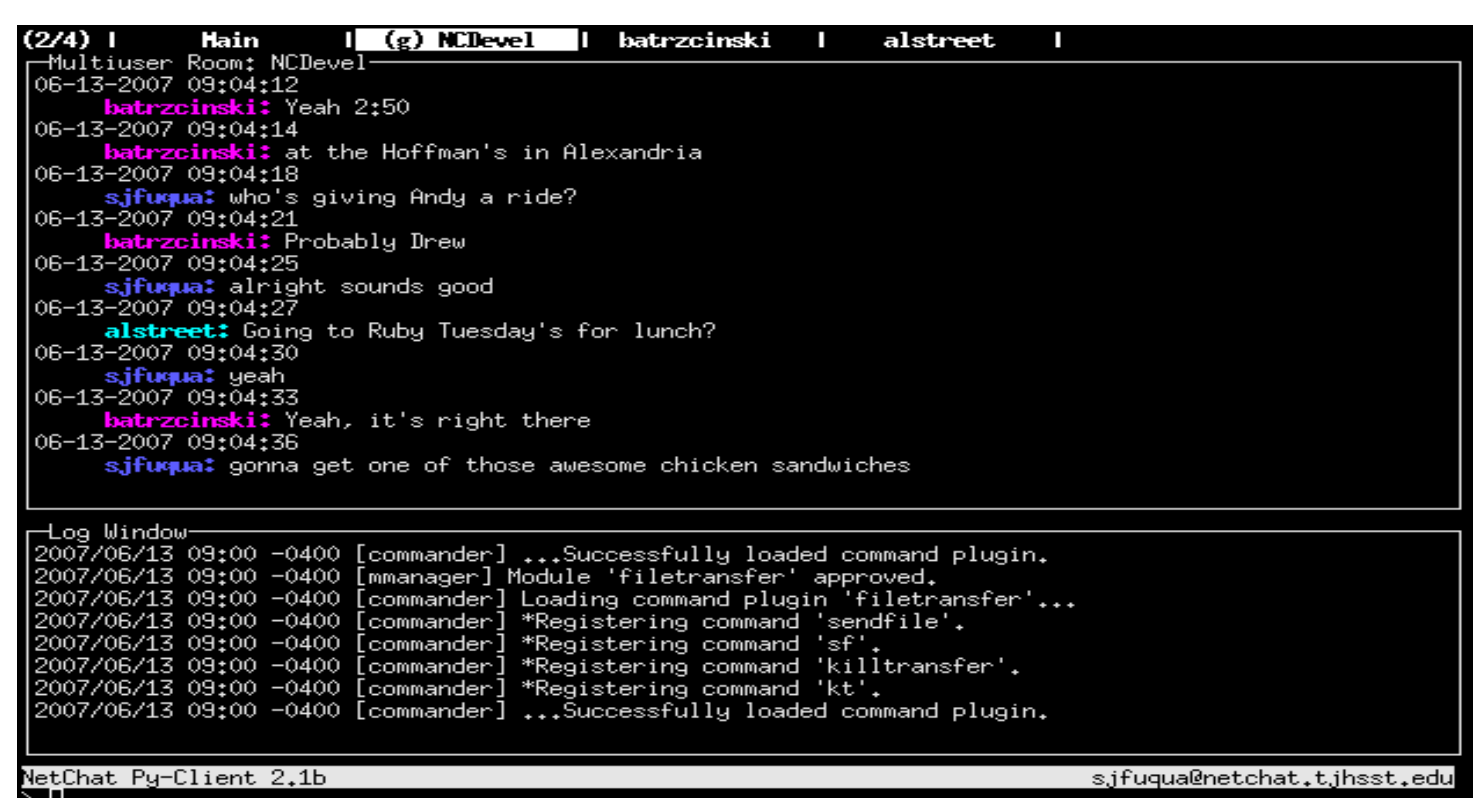 (2/4) | Main | (g) NCDevel | batrzcinski | alstreet |
Multiuser Room: NCDevel
06-13-2007 09:04:12
batrzcinski: Yeah 2:50
06-13-2007 09:04:14
batrzcinski: at the Hoffman's in Alexandria
06-13-2007 09:04:18
sjfuqua: who's giving Andy a ride?
06-13-2007 09:04:21
batrzcinski: Probably Drew
06-13-2007 09:04:25
sjfuqua: alright sounds good
06-13-2007 09:04:27
alstreet: Going to Ruby Tuesday's for lunch?
06-13-2007 09:04:30
sjfuqua: yeah
06-13-2007 09:04:33
batrzcinski: Yeah, it's right there
06-13-2007 09:04:36
sjfuqua: gonna get one of those awesome chicken sandwiches
Log Window
2007/06/13 09:00 -0400 [commander] ...Successfully loaded command plugin.
2007/06/13 09:00 -0400 [mmanager] Module 'filetransfer' approved.
2007/06/13 09:00 -0400 [commander] Loading command plugin 'filetransfer'...
2007/06/13 09:00 -0400 [commander] *Registering command 'sendfile'.
2007/06/13 09:00 -0400 [commander] *Registering command 'sf'.
2007/06/13 09:00 -0400 [commander] *Registering command 'killtransfer'.
2007/06/13 09:00 -0400 [commander] *Registering command 'kt'.
2007/06/13 09:00 -0400 [commander] ...Successfully loaded command plugin.
NetChat Py-Client 2.1b sjfuqua@netchat.tjhsst.edu
>